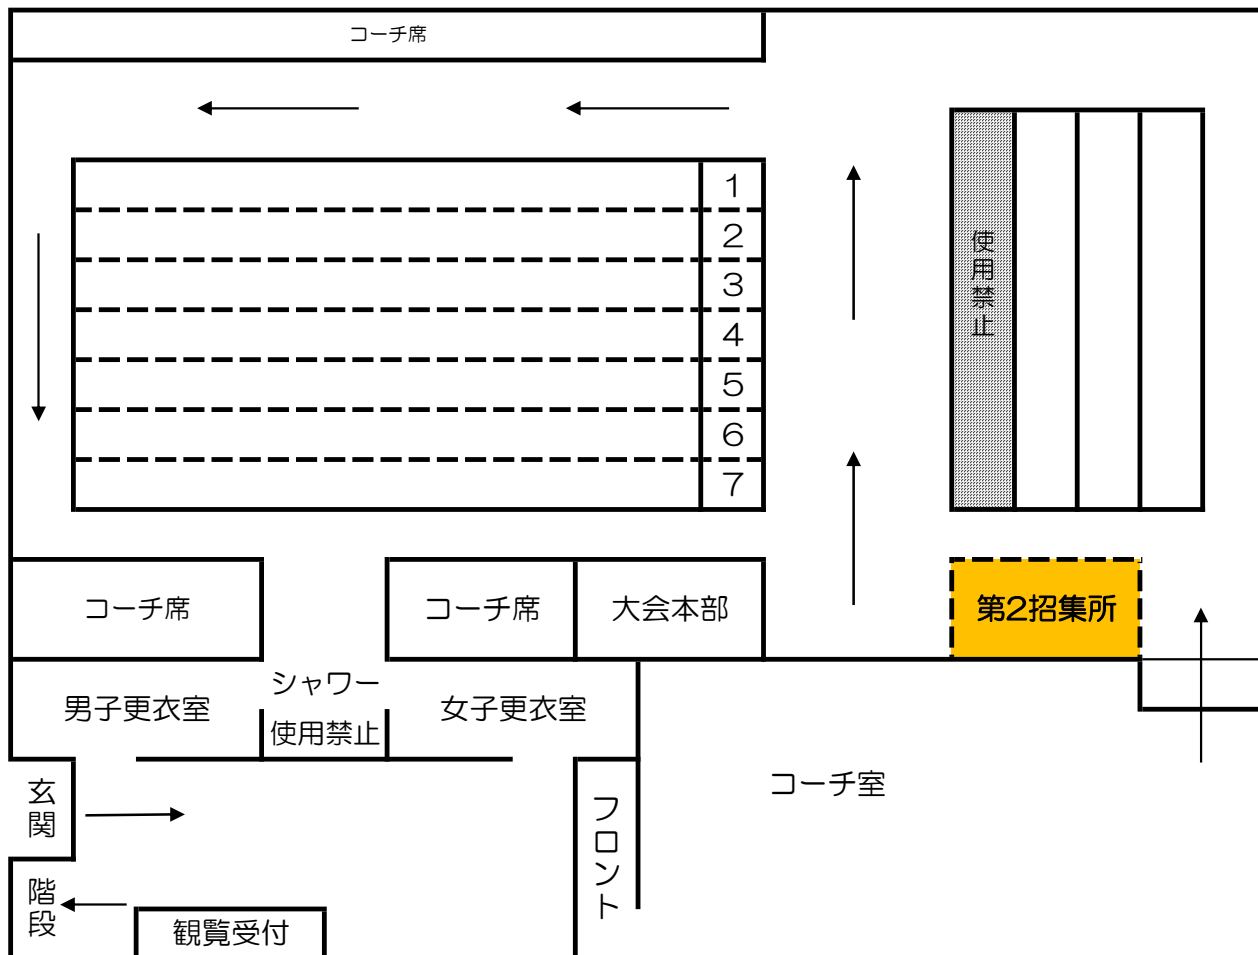 コーチ席
1
2
3
4
5
6
7
使用禁止
コーチ席
コーチ席
大会本部
第2招集所
男子更衣室
シャワー
使用禁止
女子更衣室
コーチ室
玄関
フロント
階段
観覧受付